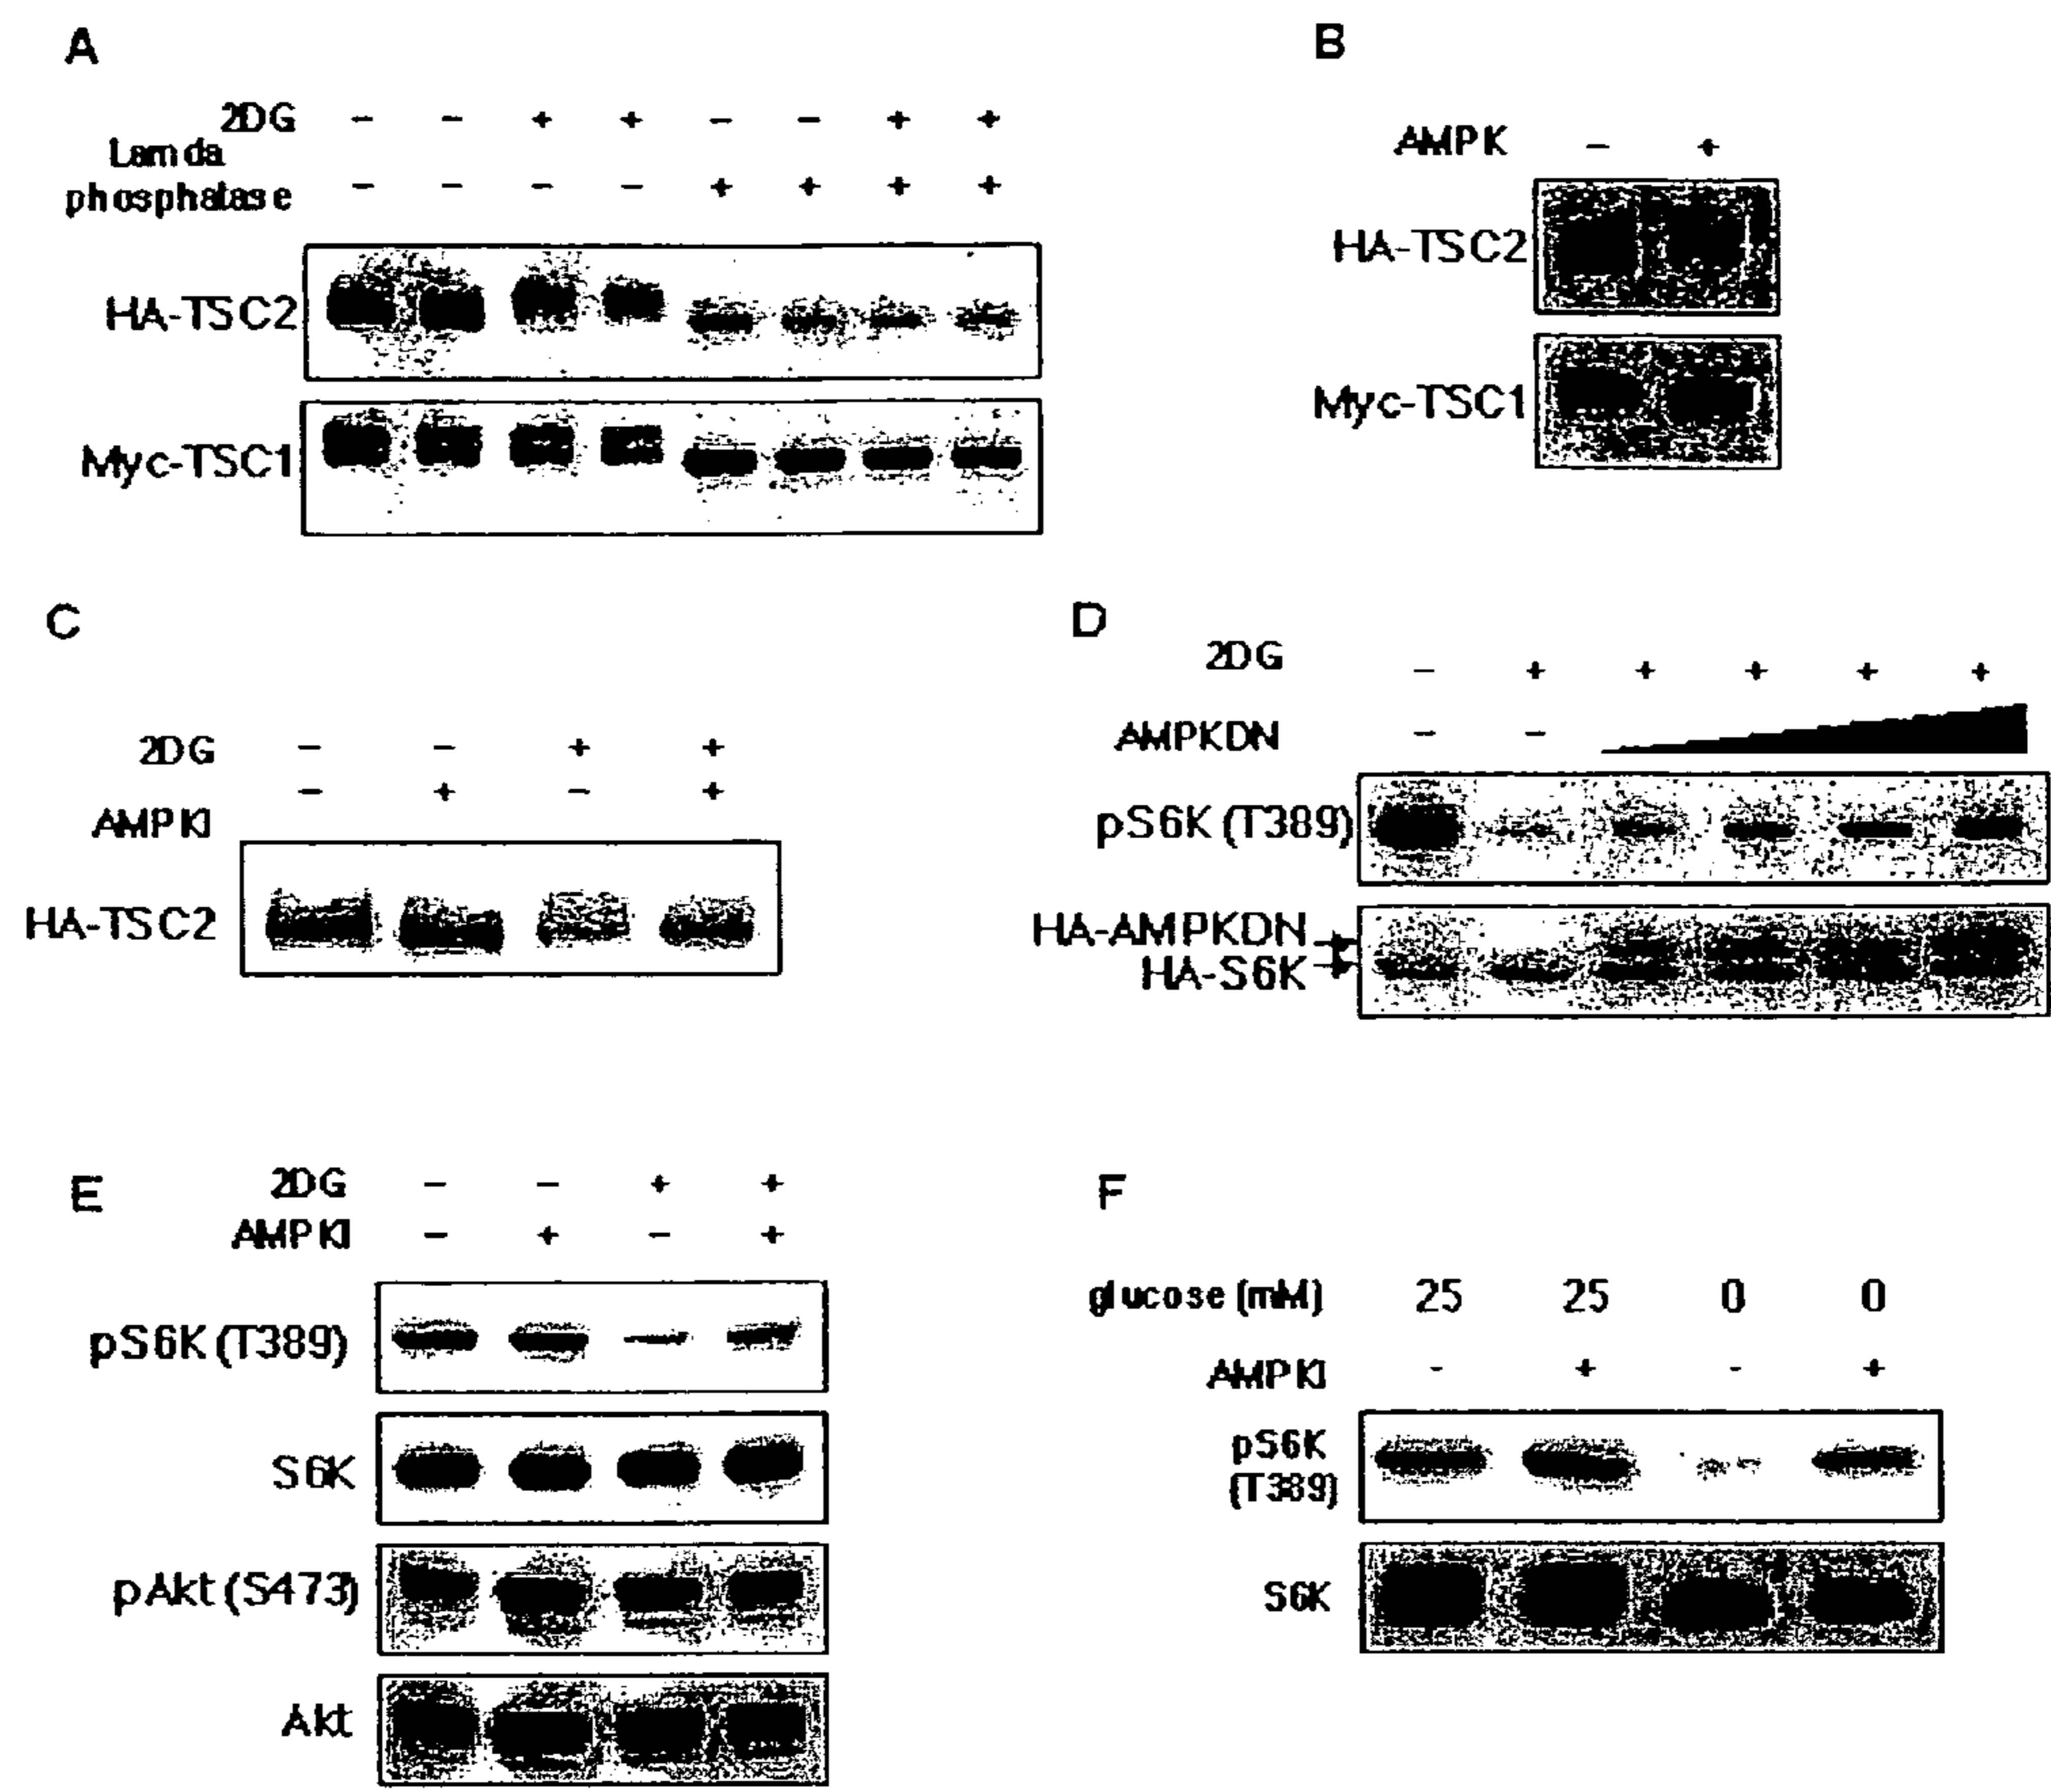 A
2DG - - + + - - + +
Lamda
phosphatase - - - - + + + +
HA-TSC2
Myc-TSC1
B
AMPK - +
HA-TSC2
Myc-TSC1
C
2DG - - + +
- + - +
AMPKI
HA-TSC2
D
2DG - + + + + +
AMPKDN - -
pS6K (T389)
HA-AMPKDN
HA-S6K
E
2DG - - + +
AMPKI - + - +
pS6K (T389)
S6K
pAkt (S473)
Akt
F
glucose (mM) 25 25 0 0
AMPKI - + - +
pS6K
(T389)
S6K